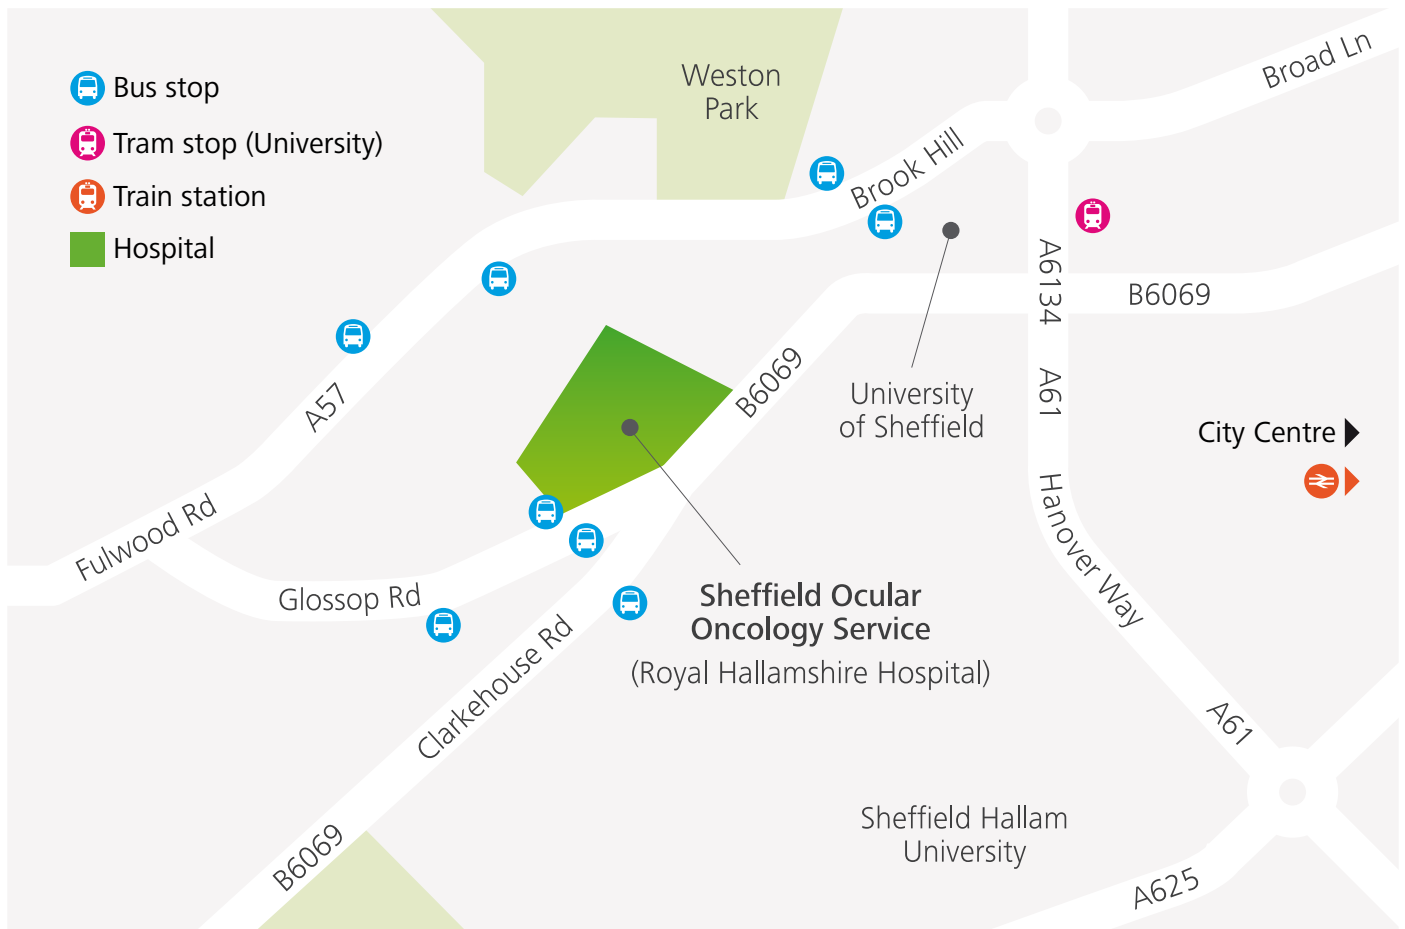 Bus stop
Tram stop (University)
Train station
Hospital
Weston
Park
Broad Ln
Brook Hill
A6134
B6069
B6069
A61
University
of Sheffield
City Centre
A57
Hanover Way
Fulwood Rd
Glossop Rd
Sheffield Ocular
Oncology Service
(Royal Hallamshire Hospital)
Clarkehouse Rd
A61
Sheffield Hallam
University
B6069
A625